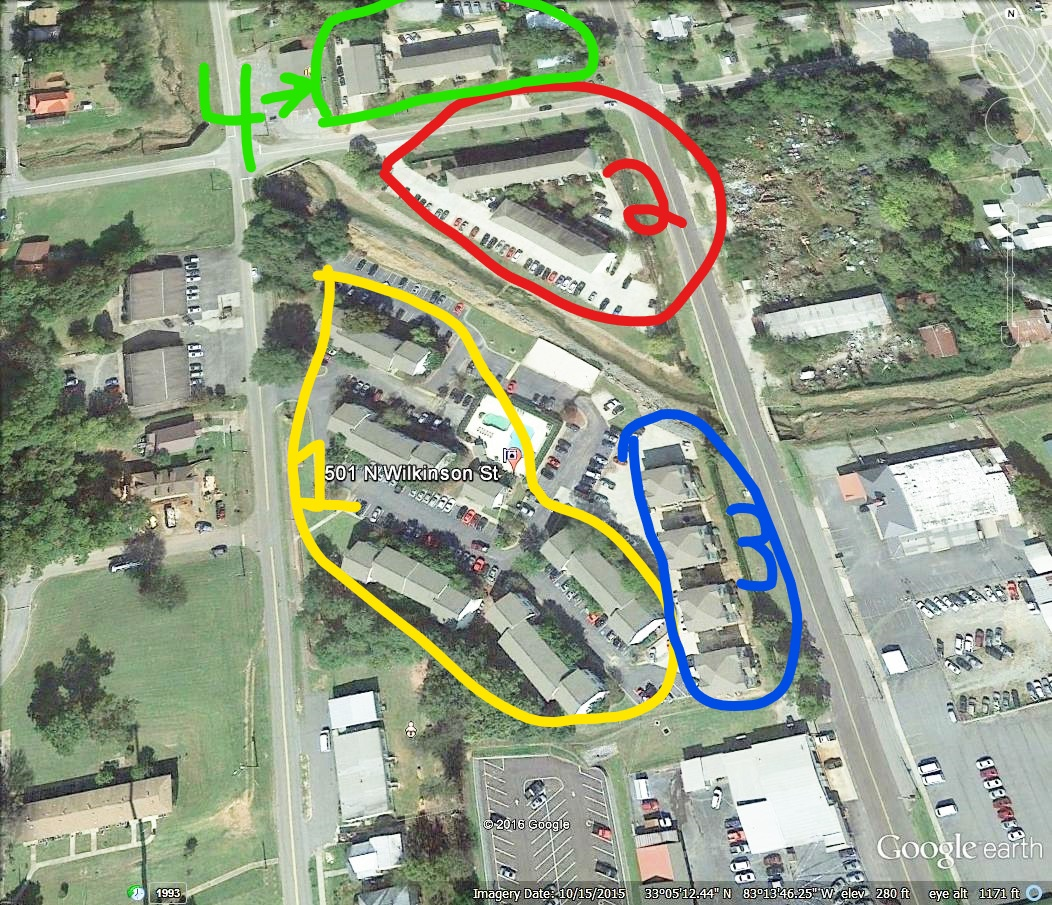 N
4
2
501 N Wilkinson St
1
3
© 2016 Google
Google earth
1993
Imagery Date: 10/15/2015 33°05'12.44" N 83°13'46.25" W elev 280 ft eye alt 1171 ft